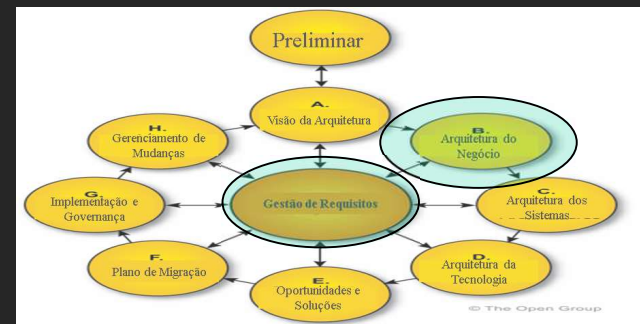 Preliminar
A.
Visão da Arquitetura
B.
Arquitetura do
Negócio
H.
Gerenciamento de
Mudanças
Gestão de Requisitos
G.
Implementação e
Governança
C.
Arquitetura dos
Sistemas
F.
Plano de Migração
D.
Arquitetura da
Tecnologia
E.
Oportunidades e
Soluções
© The Open Group